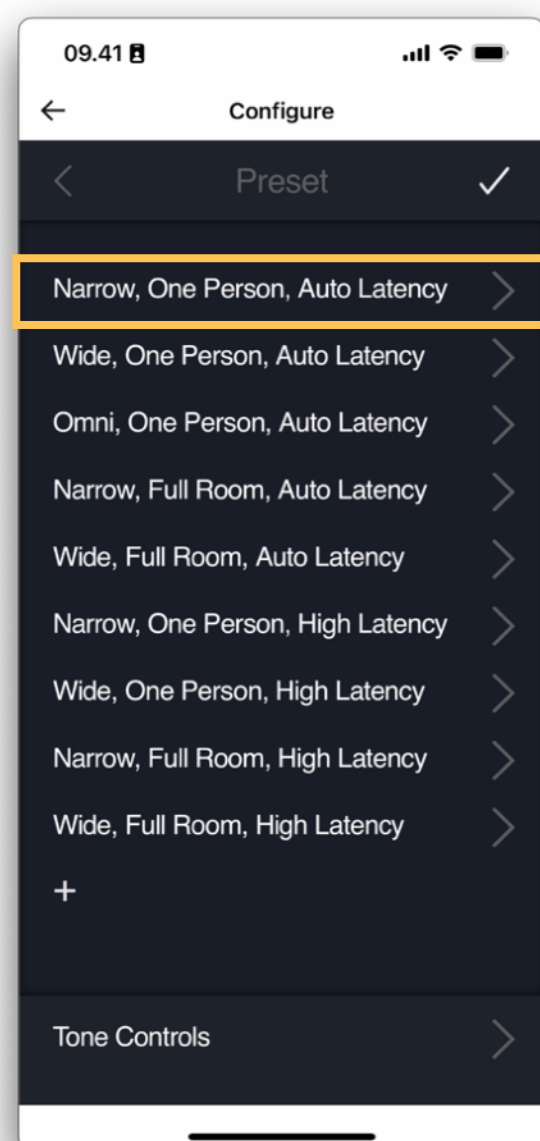 09.41
Configure
Preset
Narrow, One Person, Auto Latency
Wide, One Person, Auto Latency
Omni, One Person, Auto Latency
Narrow, Full Room, Auto Latency
Wide, Full Room, Auto Latency
Narrow, One Person, High Latency
Wide, One Person, High Latency
Narrow, Full Room, High Latency
Wide, Full Room, High Latency
+
Tone Controls